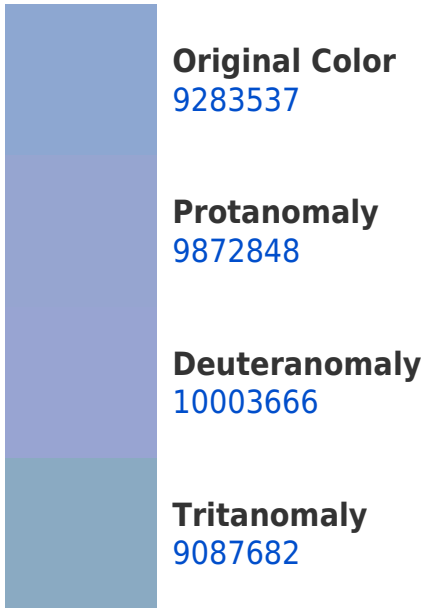 Original Color
9283537
Protanomaly
9872848
Deuteranomaly
10003666
Tritanomaly
9087682